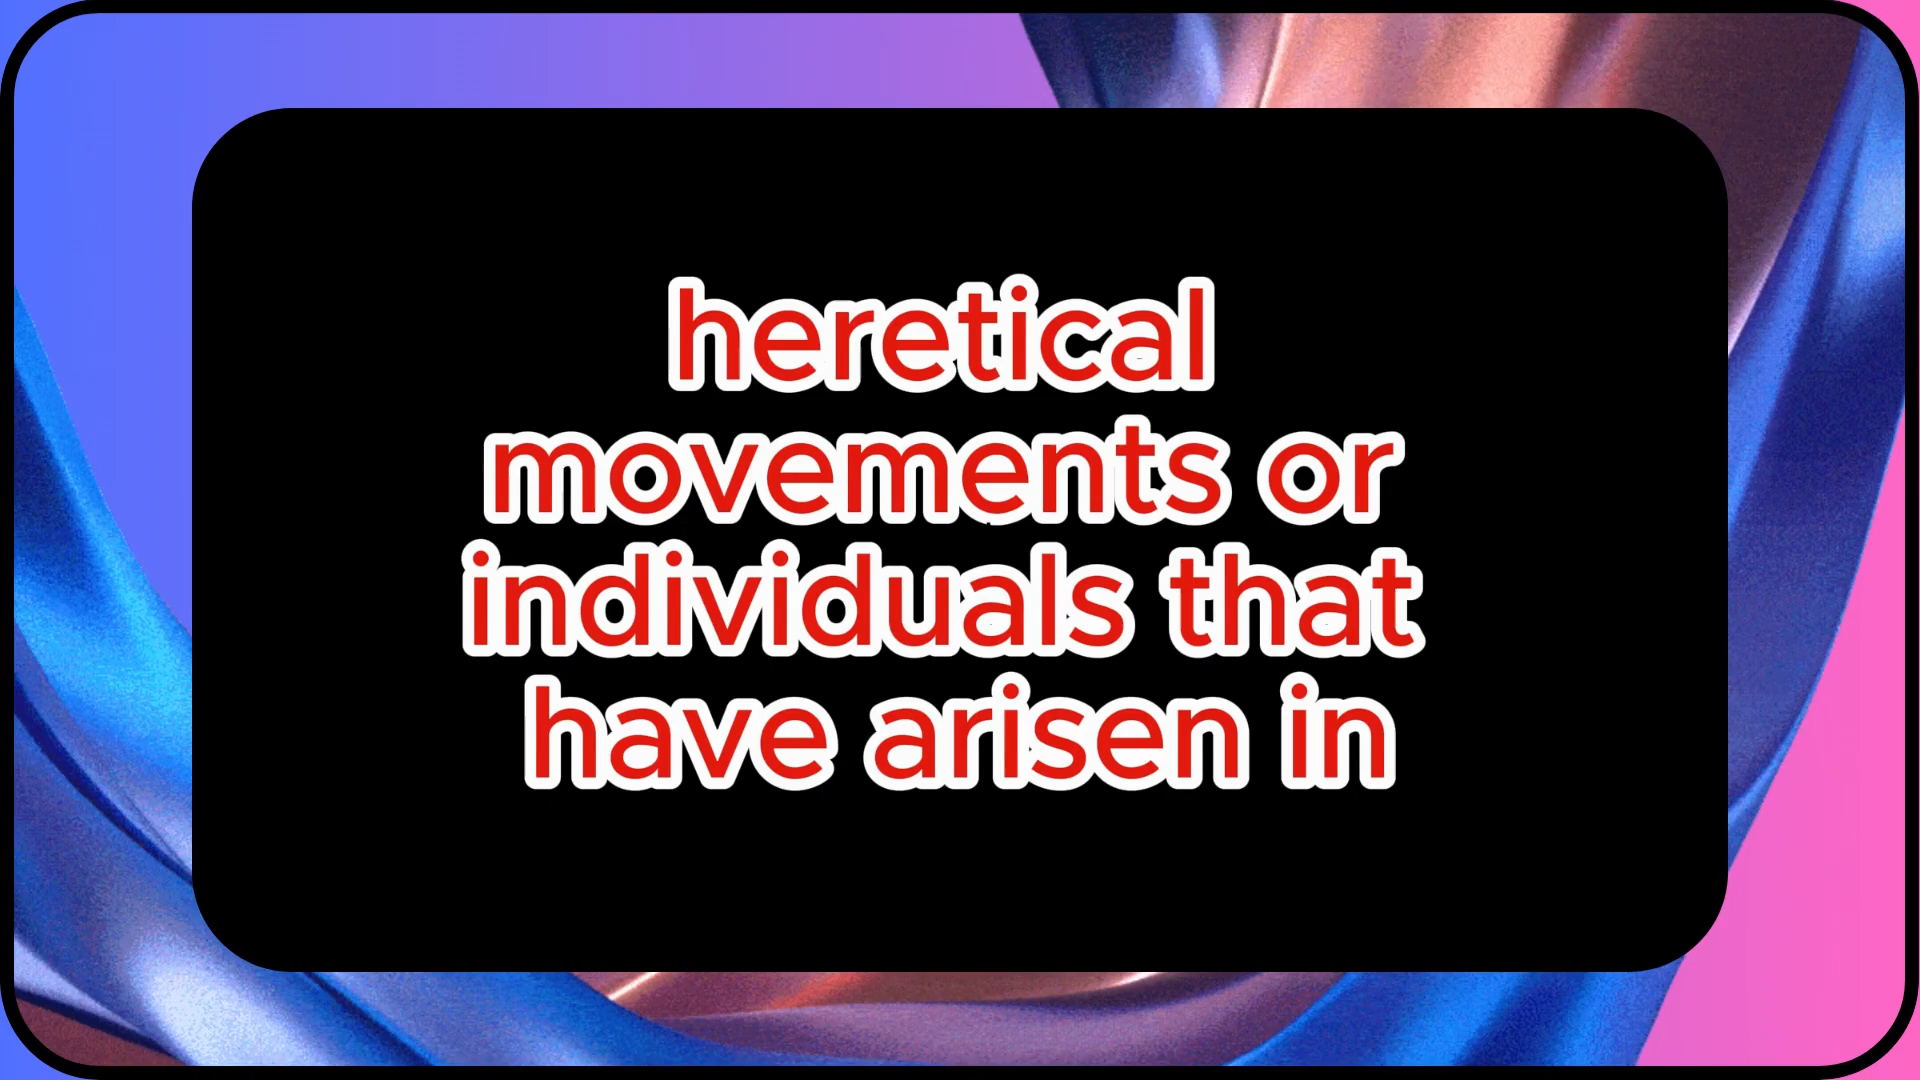 heretical
movements or
individuals that
have arisen in